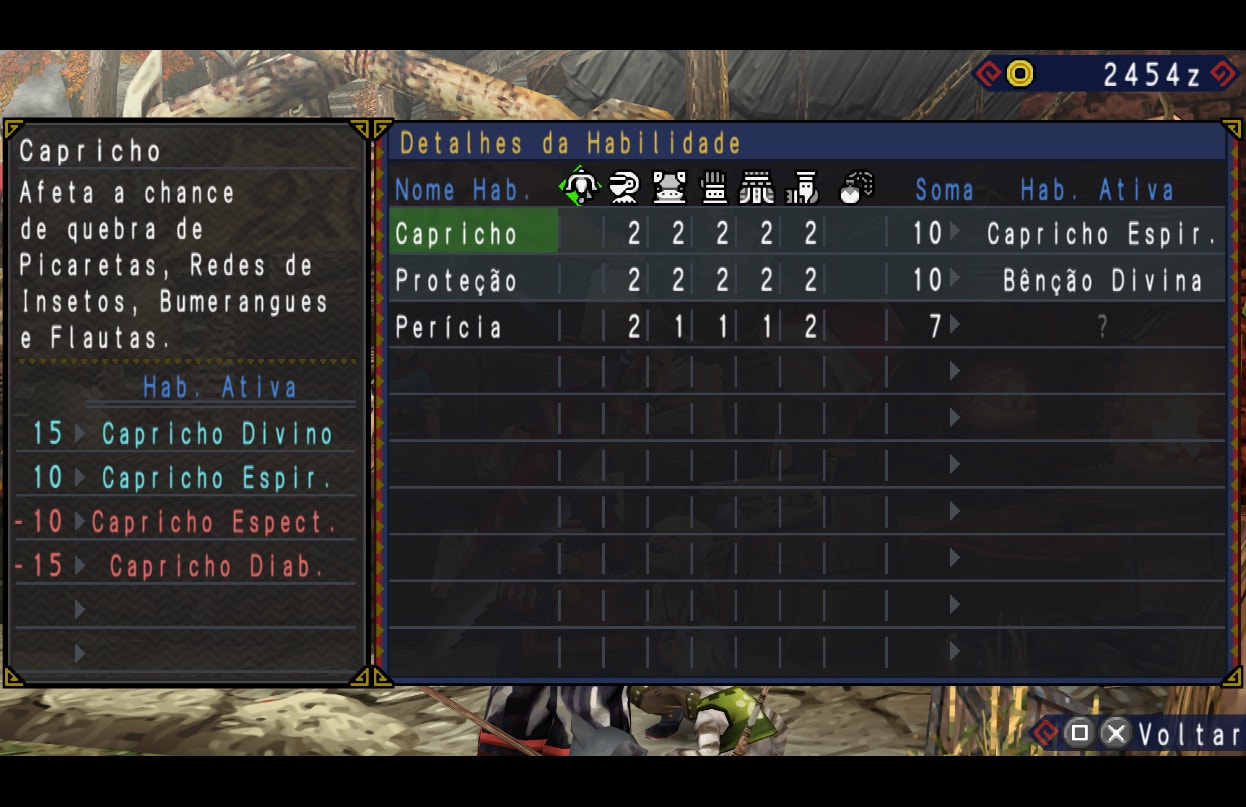 2454z
Capricho
Afeta a chance
de quebra de
Picaretas, Redes de
Insetos, Bumerangues
e Flautas.
Hab. Ativa
15 Capricho Divino
10 Capricho Espir.
-10 Capricho Espect.
-15 Capricho Diab.
Detalhes da Habilidade
Nome Hab. Soma Hab. Ativa
Capricho 2 2 2 2 2 10 Capricho Espir.
Proteção 2 2 2 2 2 10 Bênção Divina
Perícia 2 1 1 1 2 7 ?
Voltar